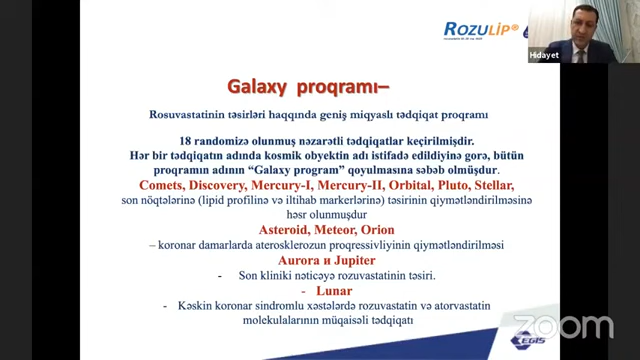 ROZULIP®
EGIS
Hidayet
Galaxy proqramı–
Rosuvastatinin təsirləri haqqında geniş miqyaslı tədqiqat proqramı
18 randomizə olunmuş nəzarətli tədqiqatlar keçirilmişdir.
Hər bir tədqiqatın adında kosmik obyektin adı istifadə edildiyinə görə, bütün
proqramın adının “Galaxy program” qoyulmasına səbəb olmuşdur.
Comets, Discovery, Mercury-I, Mercury-II, Orbital, Pluto, Stellar,
son nöqtələrinə (lipid profilinə və iltihab markerlərinə) təsirinin qiymətləndirilməsinə
həsr olunmuşdur
Asteroid, Meteor, Orion
– koronar damarlarda aterosklerozun proqressivliyinin qiymətləndirilməsi
Aurora и Jupiter
- Son kliniki nəticəyə rozuvastatinin təsiri.
- Lunar
- Kəskin koronar sindromlu xəstələrdə rozuvastatin və atorvastatin
molekulalarının müqaisəli tədqiqatı
zoom
EGIS